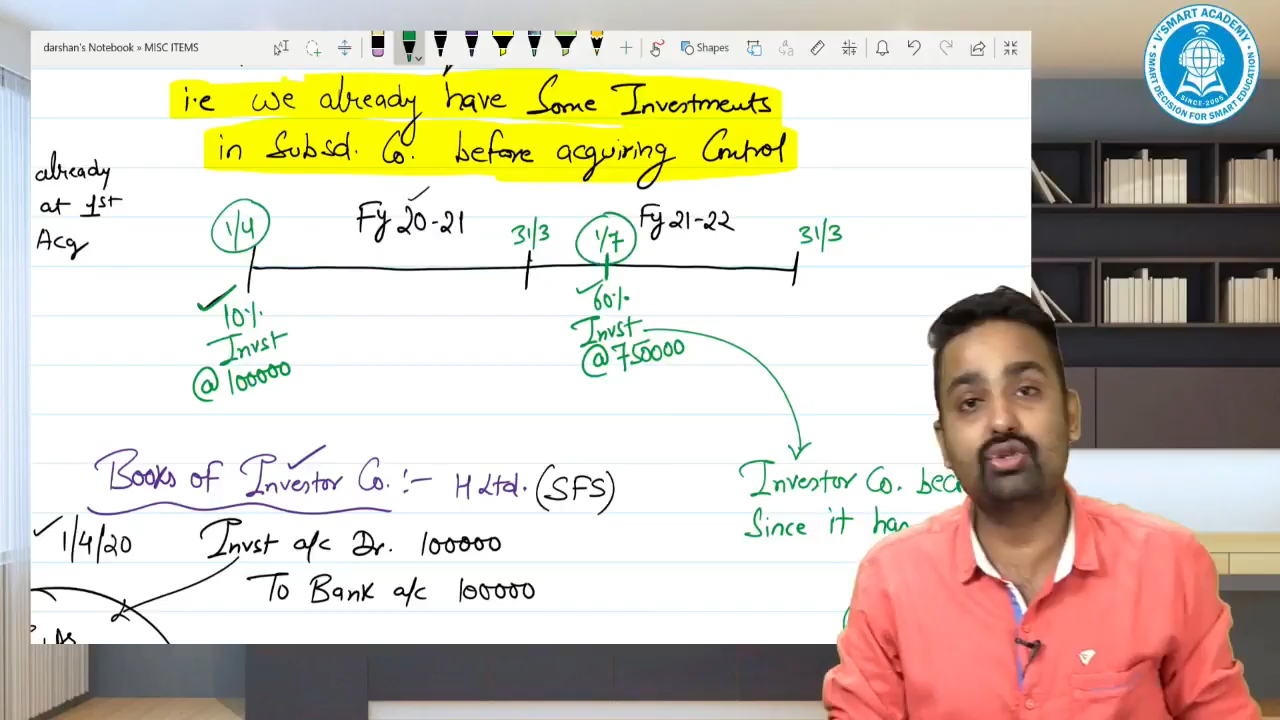 darshan's Notebook » MISC ITEMS
Shapes
V'SMART ACADEMY
SINCE-2005
SMART DECISION FOR SMART EDUCATION
i.e we already have Some Investments
in Subsd. Co. before acquiring Control
already
at 1st
Acq
1/4
Fy 20-21
31/3
1/7
Fy 21-22
31/3
10%
Invst
@ 100000
60%
Invst
@ 750000
Books of Investor Co. :- H Ltd. (SFS)
Investor Co.
Since it
1/4/20 Invst a/c Dr. 100000
To Bank a/c 100000